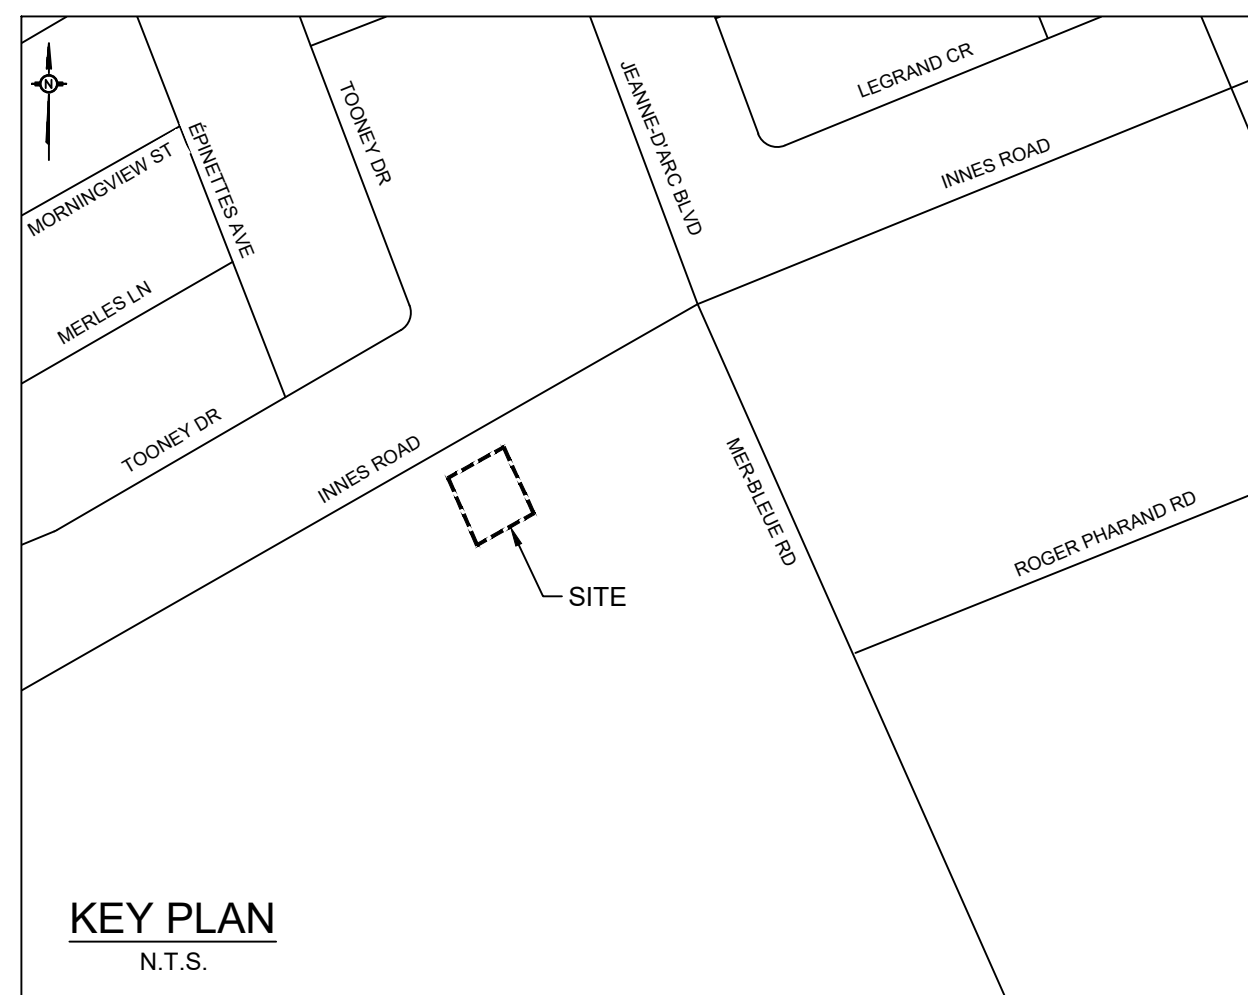 N
MORNINGVIEW ST
ÉPINETTES AVE
TOONEY DR
JEANNE-D'ARC BLVD
LEGRAND CR
INNES ROAD
MERLES LN
TOONEY DR
INNES ROAD
MER-BLEUE RD
ROGER PHARAND RD
SITE
KEY PLAN
N.T.S.